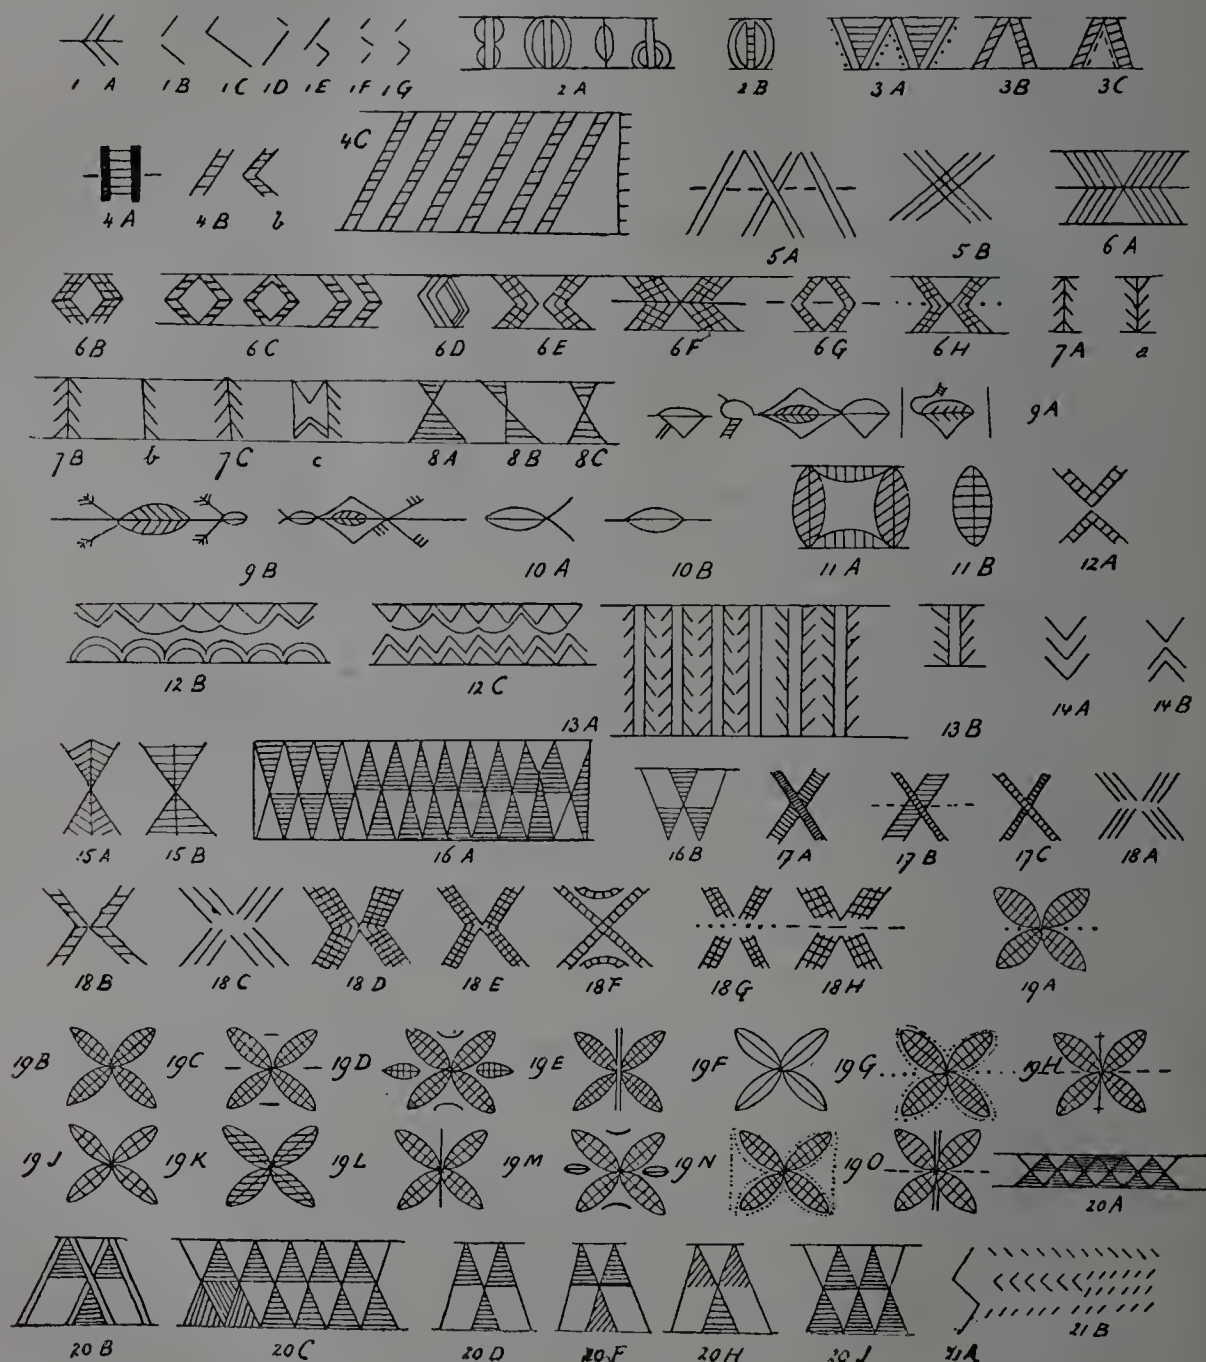 1 A 1B 1C 1D 1E 1F 1G 2A 2B 3A 3B 3C
4C
4A 4B b 5A 5B 6A
6B 6C 6D 6E 6F 6G 6H 7A a
9A
7B b 7C c 8A 8B 8C
9B 10A 10B 11A 11B 12A
12B 12C 13A 13B 14A 14B
15A 15B 16A 16B 17A 17B 17C 18A
18B 18C 18D 18E 18F 18G 18H 19A
19B 19C 19D 19E 19F 19G 19H
19J 19K 19L 19M 19N 19O 20A
20B 20C 20D 20F 20H 20J 21A 21B